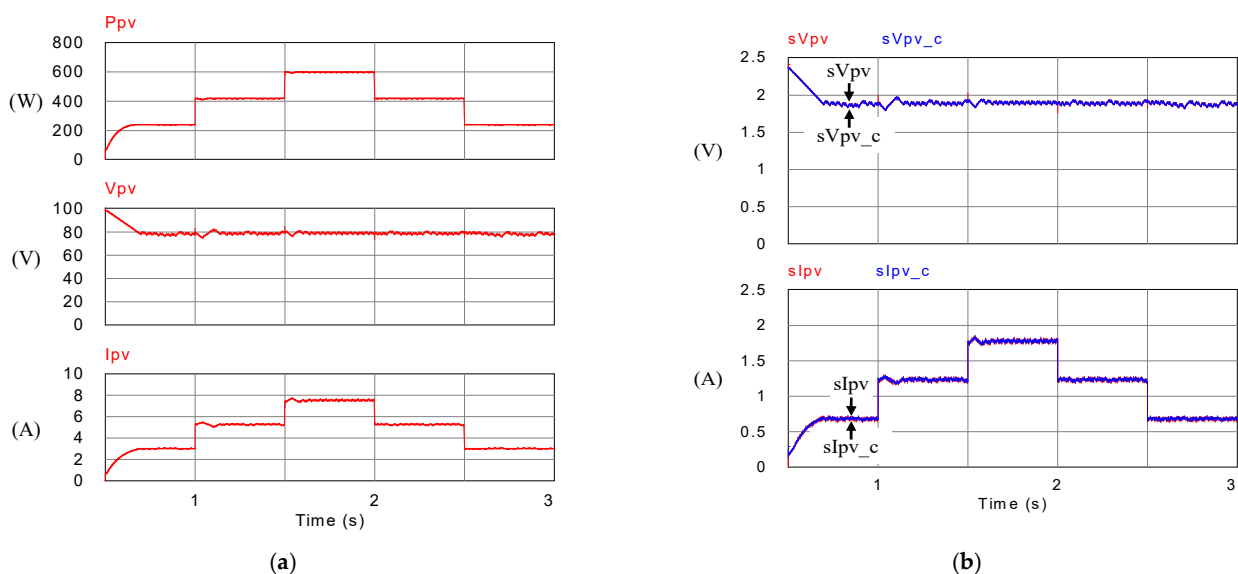 Ppv
800
600
(W)
400
200
0
Vpv
100
80
(V)
60
40
20
0
Ipv
10
8
(A)
6
4
2
0
1 2 3
Time (s)
(a)
sVpv sVpv_c
2.5
sVpv
2
sVpv_c
(V)
1.5
1
0.5
0
sIpv sIpv_c
2.5
2
1.5
(A)
sIpv
1
0.5
sIpv_c
0
1 2 3
Time (s)
(b)